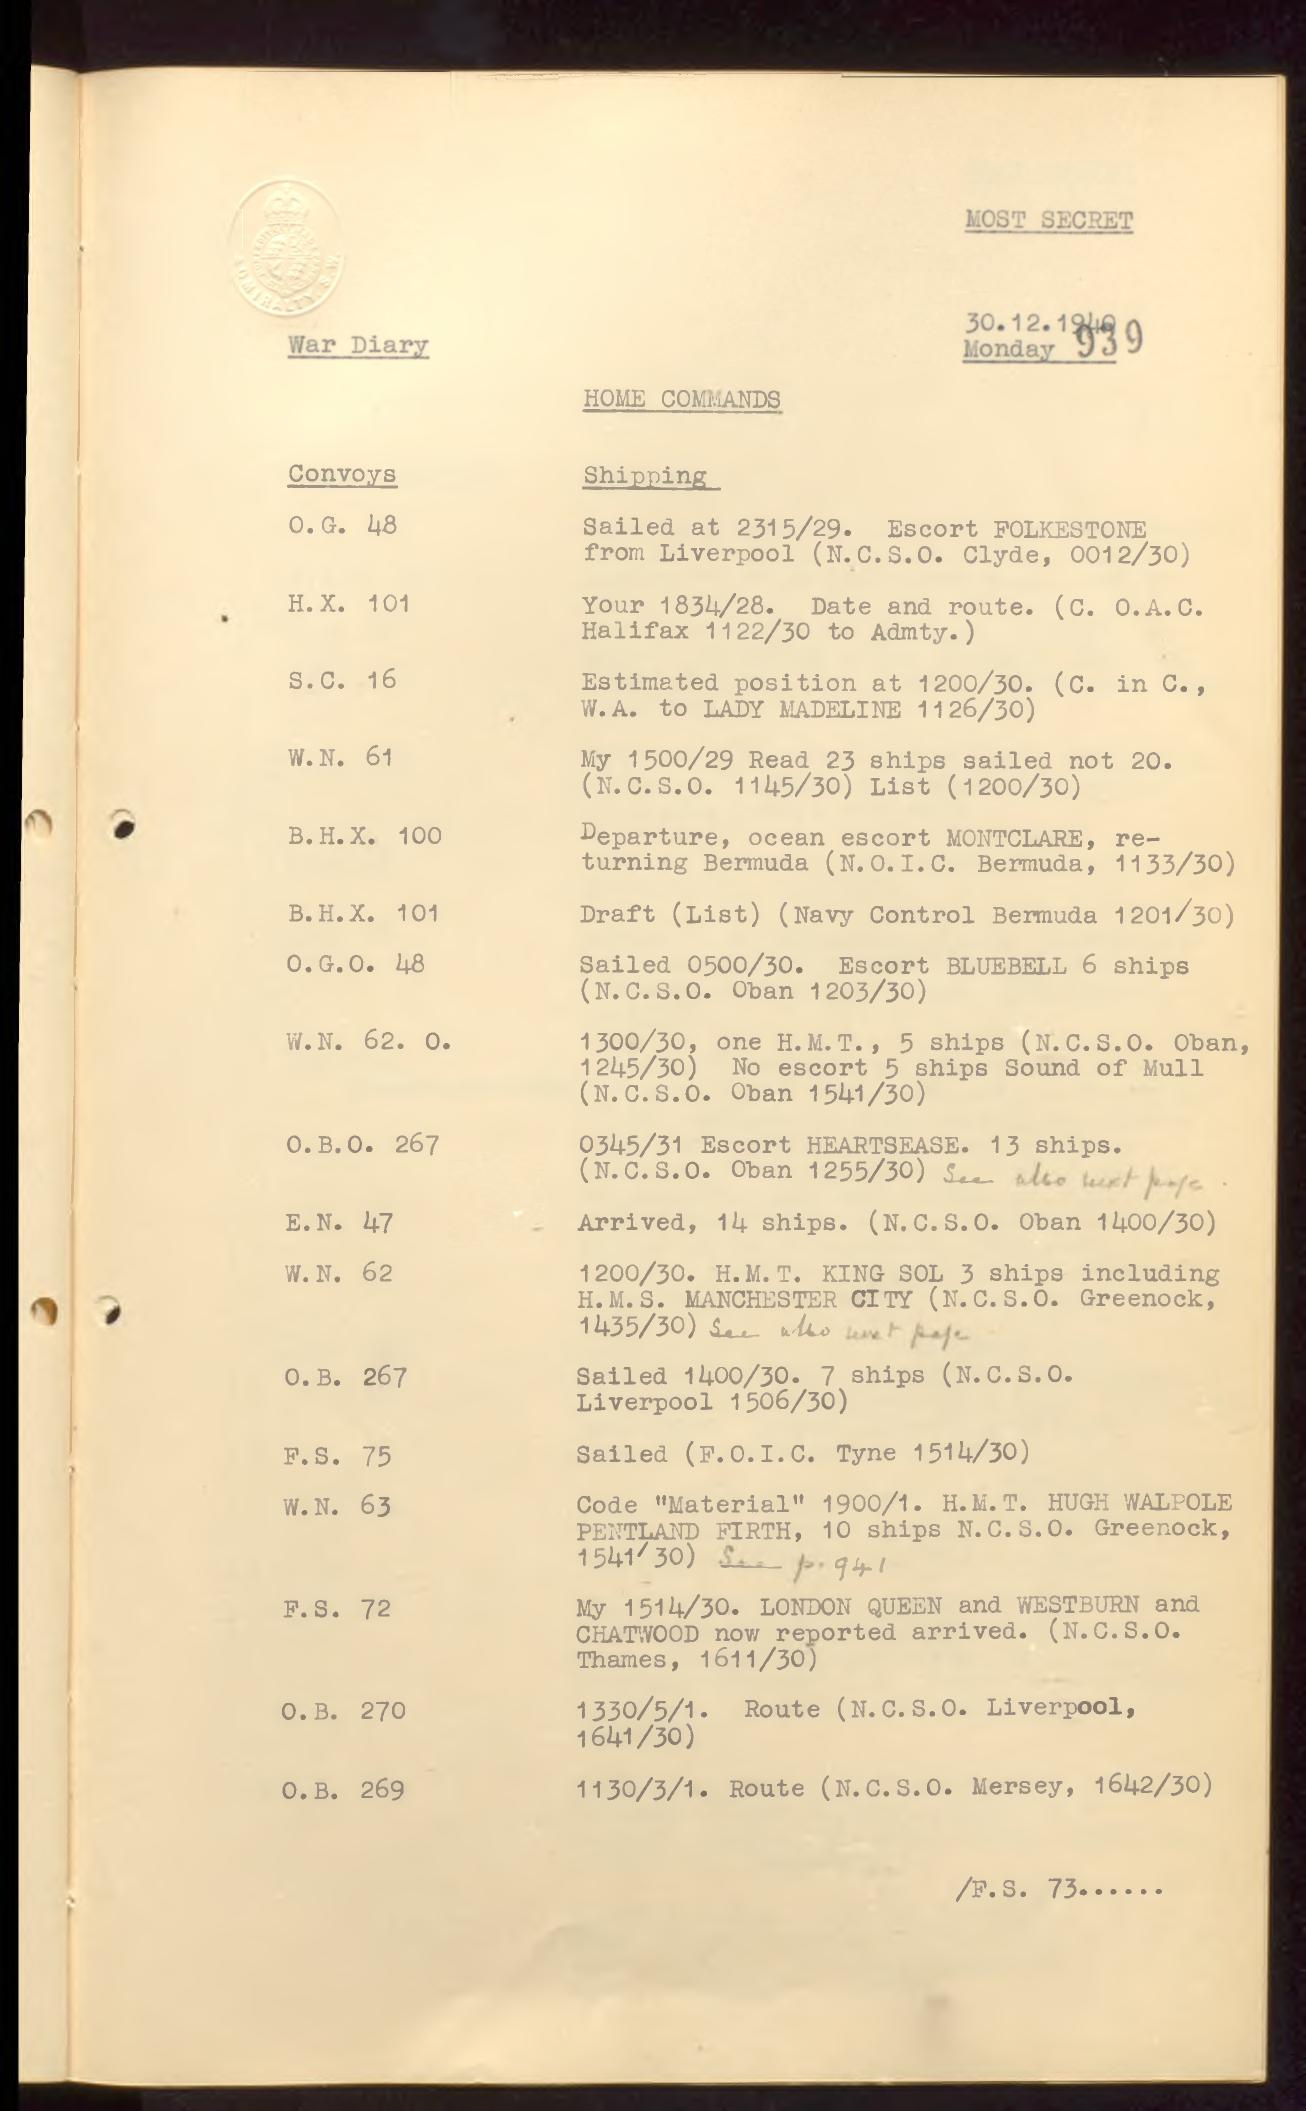 ADMIRALTY S.W.
MOST SECRET
30.12.1940
War Diary
Monday 939
HOME COMMANDS
Convoys Shipping
O.G. 48 Sailed at 2315/29. Escort FOLKESTONE
from Liverpool (N.C.S.O. Clyde, 0012/30)
H.X. 101 Your 1834/28. Date and route. (C. O.A.C.
Halifax 1122/30 to Admty.)
S.C. 16 Estimated position at 1200/30. (C. in C.,
W.A. to LADY MADELINE 1126/30)
W.N. 61 My 1500/29 Read 23 ships sailed not 20.
(N.C.S.O. 1145/30) List (1200/30)
B.H.X. 100 Departure, ocean escort MONTCLARE, re-
turning Bermuda (N.O.I.C. Bermuda, 1133/30)
B.H.X. 101 Draft (List) (Navy Control Bermuda 1201/30)
O.G.O. 48 Sailed 0500/30. Escort BLUEBELL 6 ships
(N.C.S.O. Oban 1203/30)
W.N. 62. O. 1300/30, one H.M.T., 5 ships (N.C.S.O. Oban,
1245/30) No escort 5 ships Sound of Mull
(N.C.S.O. Oban 1541/30)
O.B.O. 267 0345/31 Escort HEARTSEASE. 13 ships.
(N.C.S.O. Oban 1255/30) See also next page.
E.N. 47 Arrived, 14 ships. (N.C.S.O. Oban 1400/30)
W.N. 62 1200/30. H.M.T. KING SOL 3 ships including
H.M.S. MANCHESTER CITY (N.C.S.O. Greenock,
1435/30) See also next page
O.B. 267 Sailed 1400/30. 7 ships (N.C.S.O.
Liverpool 1506/30)
F.S. 75 Sailed (F.O.I.C. Tyne 1514/30)
W.N. 63 Code "Material" 1900/1. H.M.T. HUGH WALPOLE
PENTLAND FIRTH, 10 ships N.C.S.O. Greenock,
1541/30) See p. 941
F.S. 72 My 1514/30. LONDON QUEEN and WESTBURN and
CHATWOOD now reported arrived. (N.C.S.O.
Thames, 1611/30)
O.B. 270 1330/5/1. Route (N.C.S.O. Liverpool,
1641/30)
O.B. 269 1130/3/1. Route (N.C.S.O. Mersey, 1642/30)
/F.S. 73......